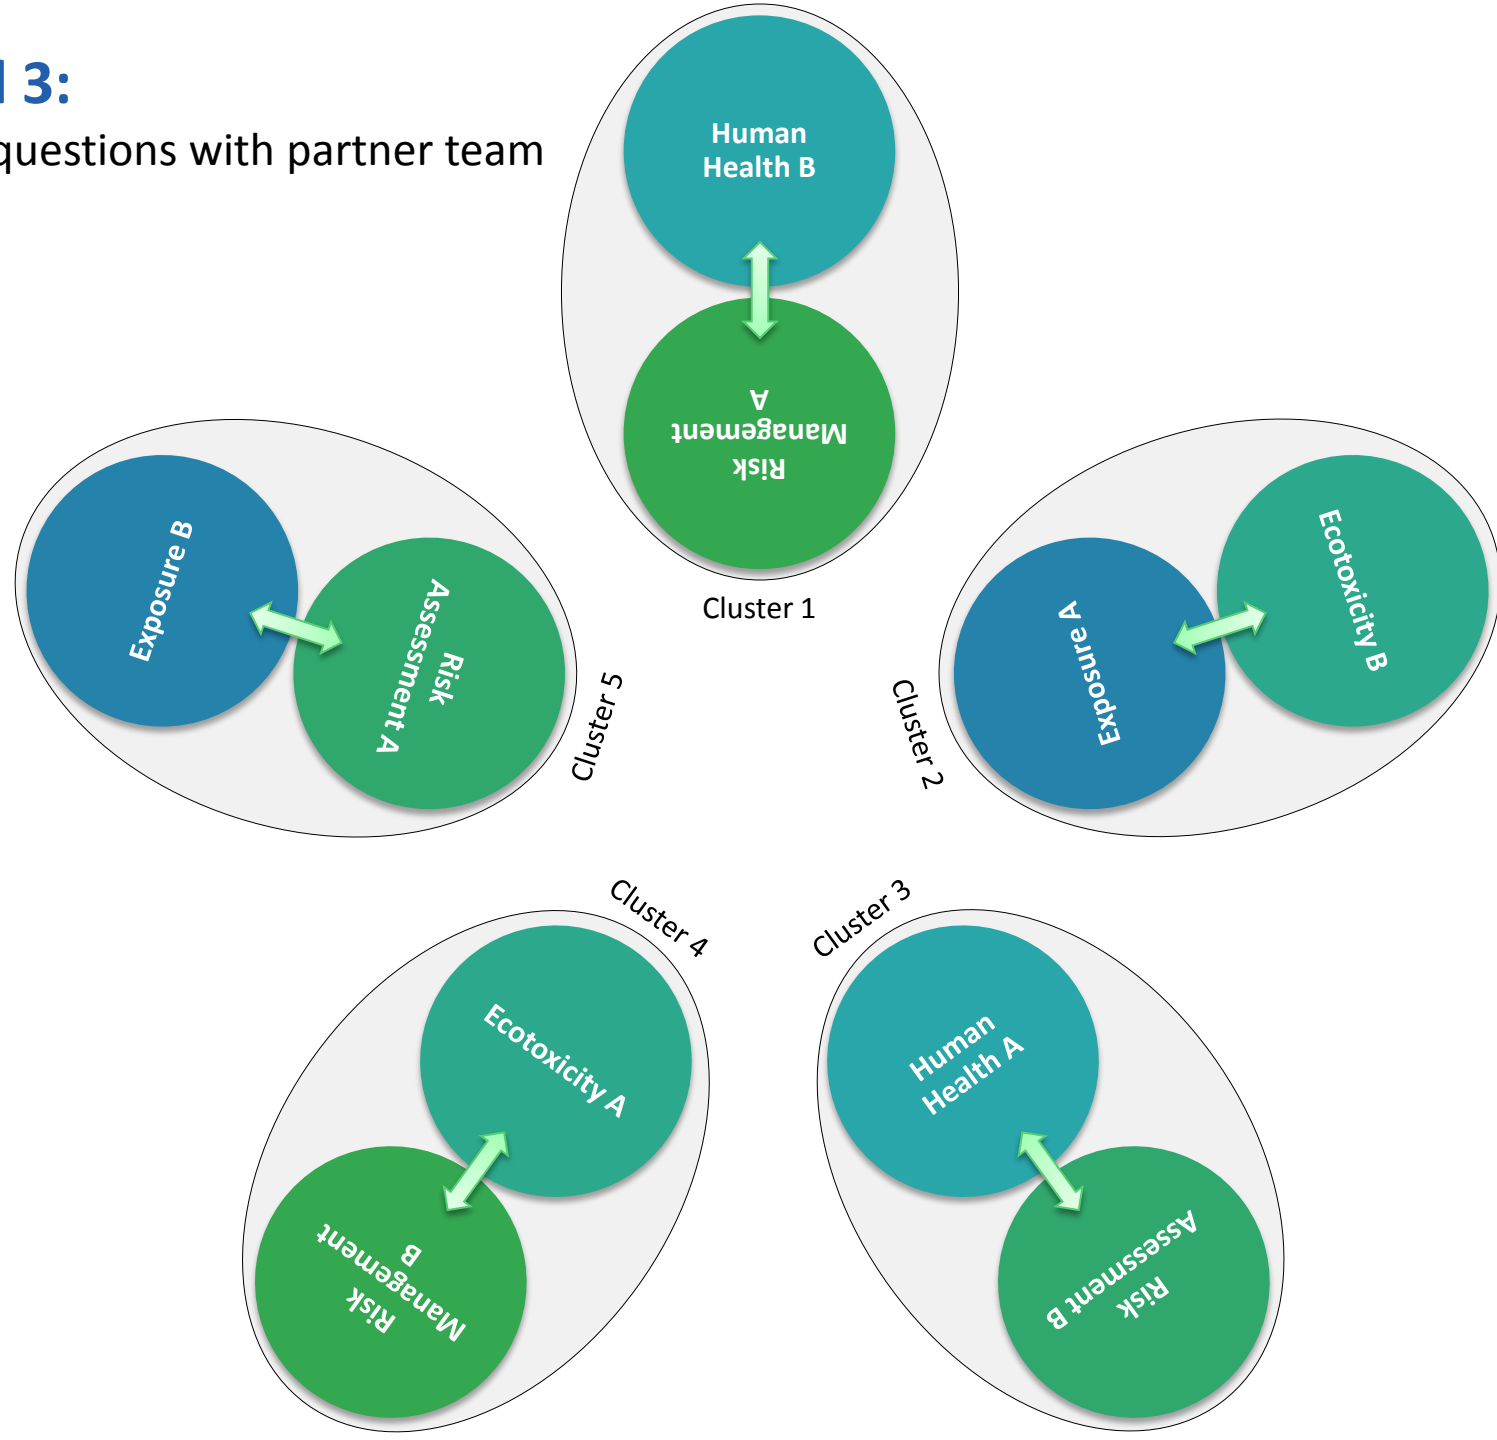 3:
questions with partner team
Human
Health B
Risk
Management
A
Cluster 1
Exposure A
Ecotoxicity B
Cluster 2
Human
Health A
Risk
Assessment B
Cluster 3
Ecotoxicity A
Risk
Management
B
Cluster 4
Exposure B
Risk
Assessment A
Cluster 5